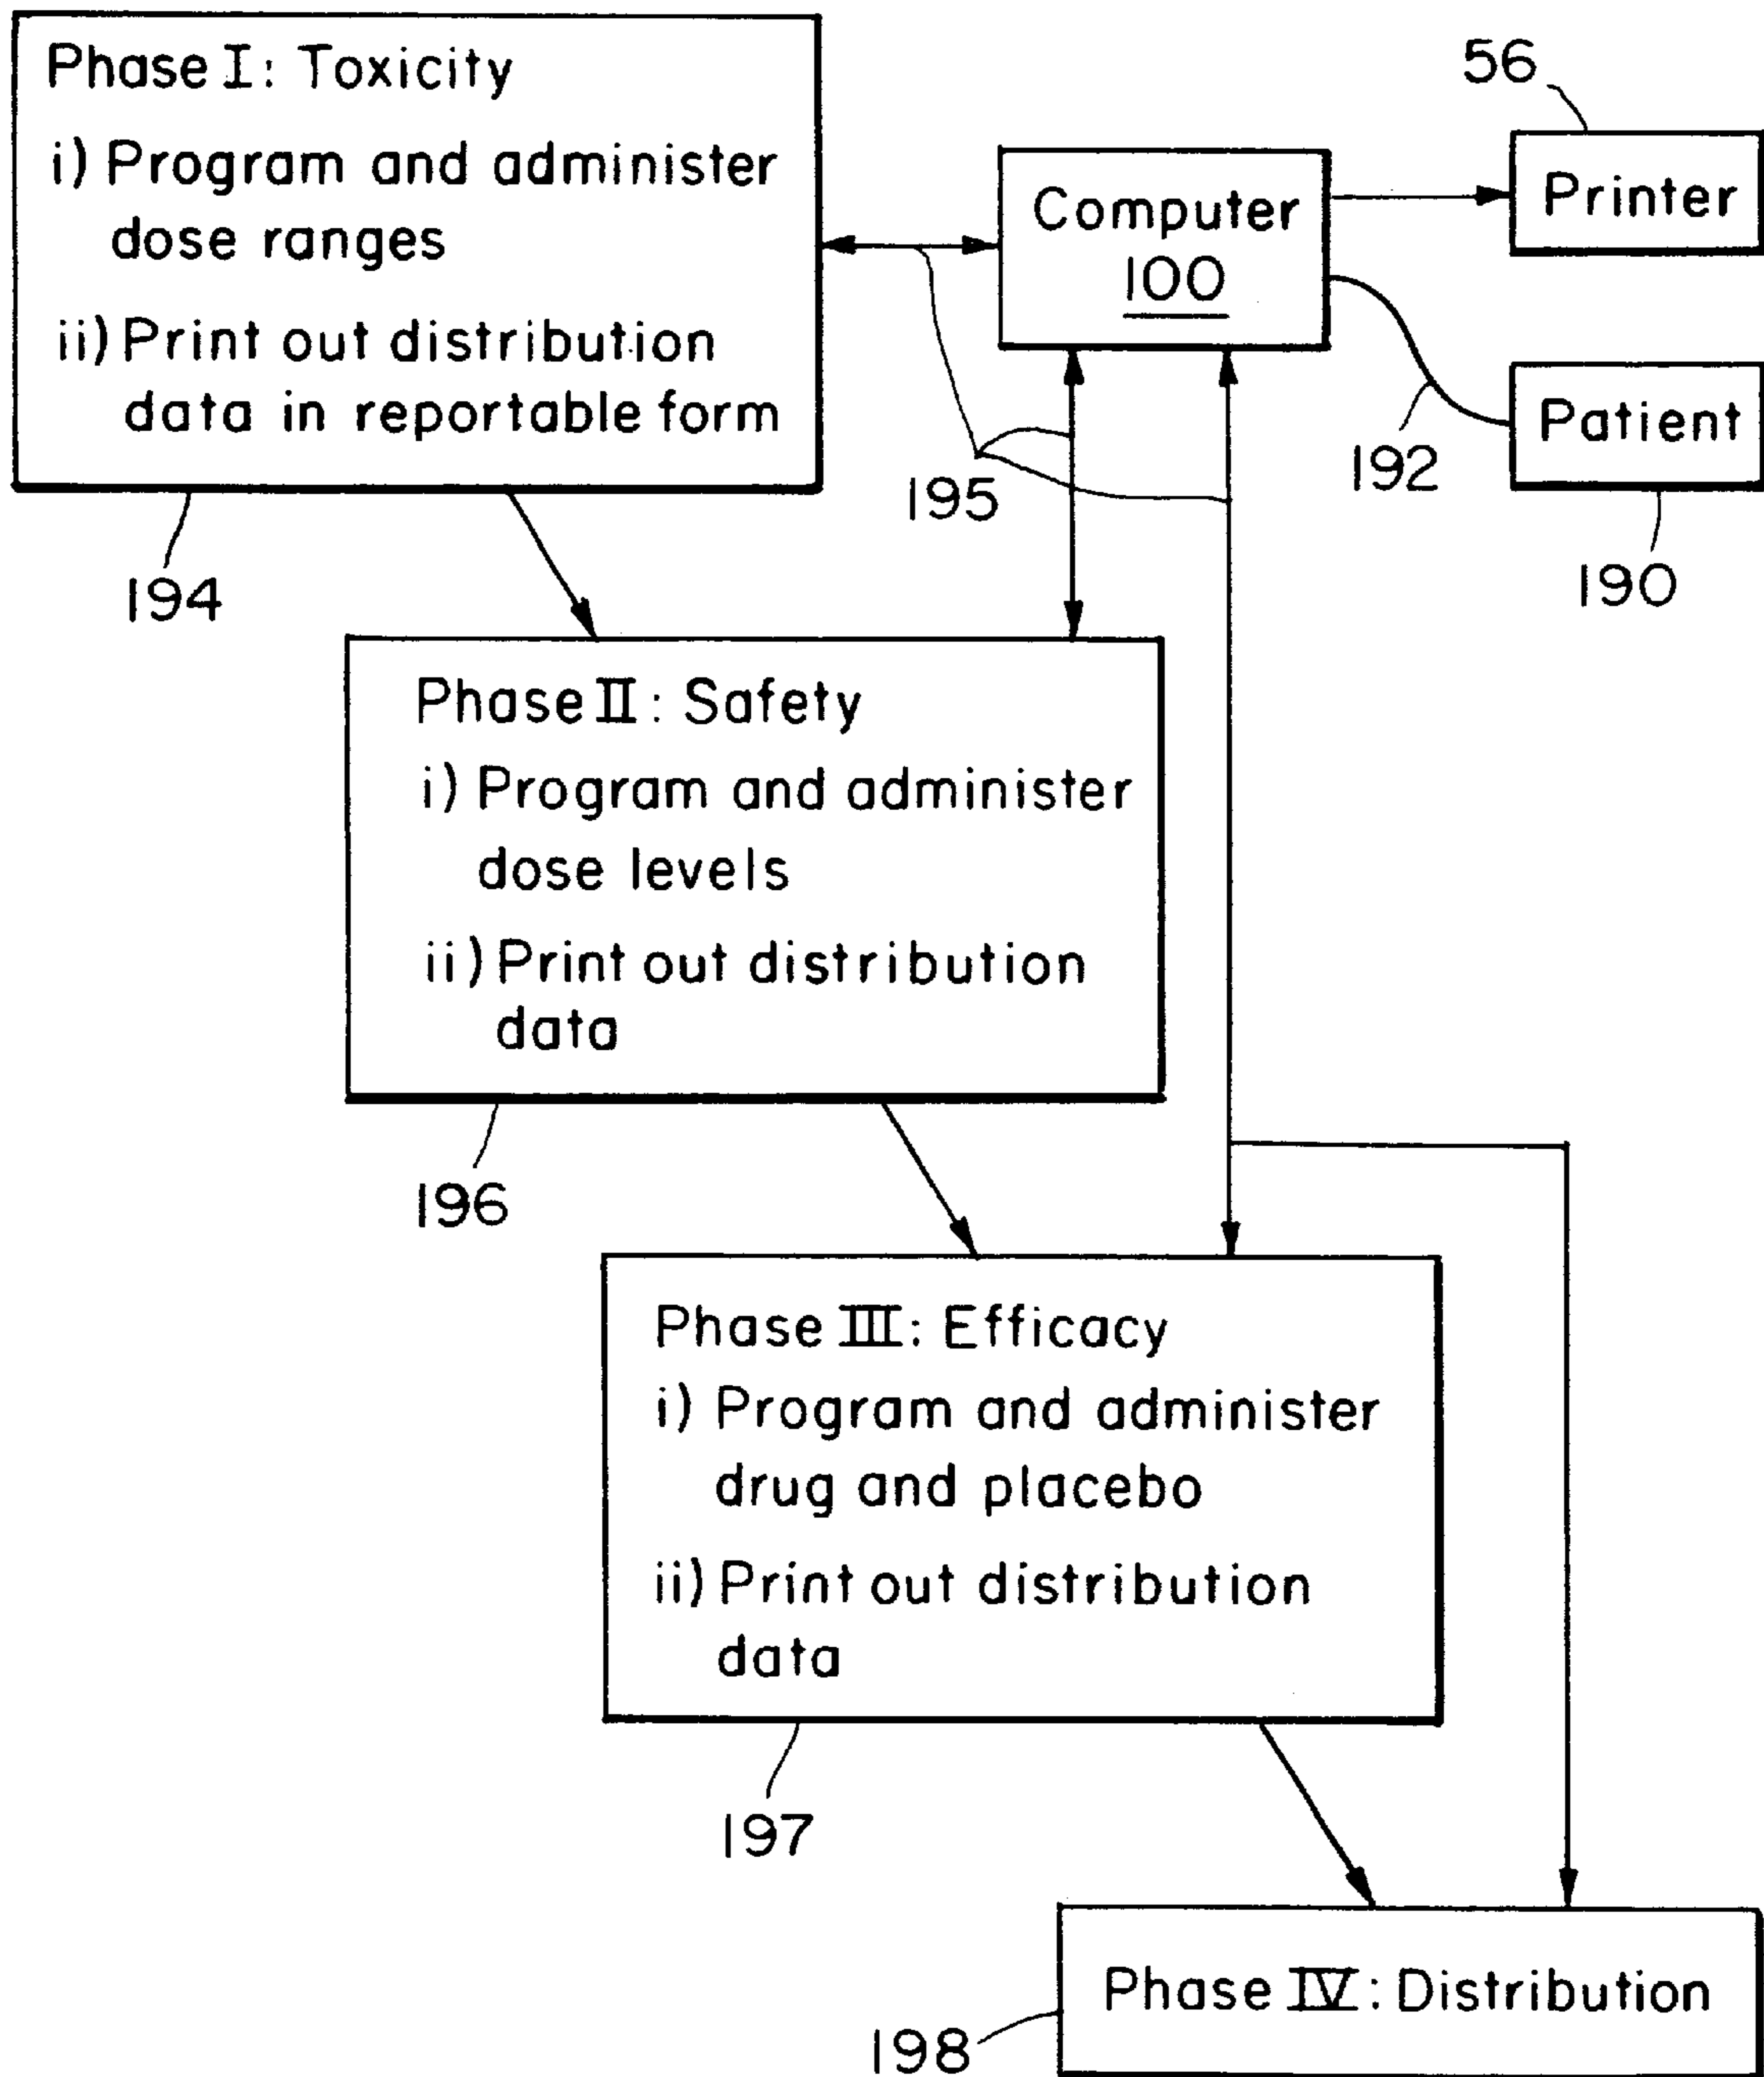 Phase I: Toxicity
i) Program and administer
dose ranges
ii) Print out distribution
data in reportable form
194
Computer
100
56
Printer
Patient
192
190
195
Phase II: Safety
i) Program and administer
dose levels
ii) Print out distribution
data
196
Phase III: Efficacy
i) Program and administer
drug and placebo
ii) Print out distribution
data
197
Phase IV: Distribution
198